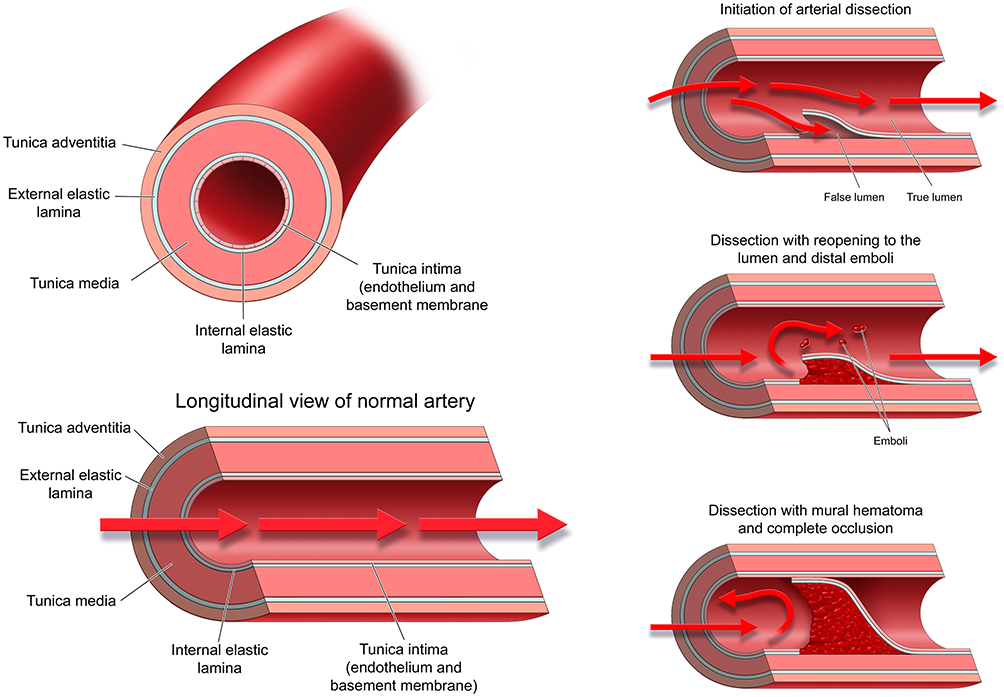 Tunica adventitia
External elastic
lamina
Tunica media
Tunica intima
(endothelium and
basement membrane
Internal elastic
lamina
Longitudinal view of normal artery
Tunica adventitia
External elastic
lamina
Tunica media
Internal elastic
lamina
Tunica intima
(endothelium and
basement membrane)
Initiation of arterial dissection
False lumen
True lumen
Dissection with reopening to the
lumen and distal emboli
Emboli
Dissection with mural hematoma
and complete occlusion